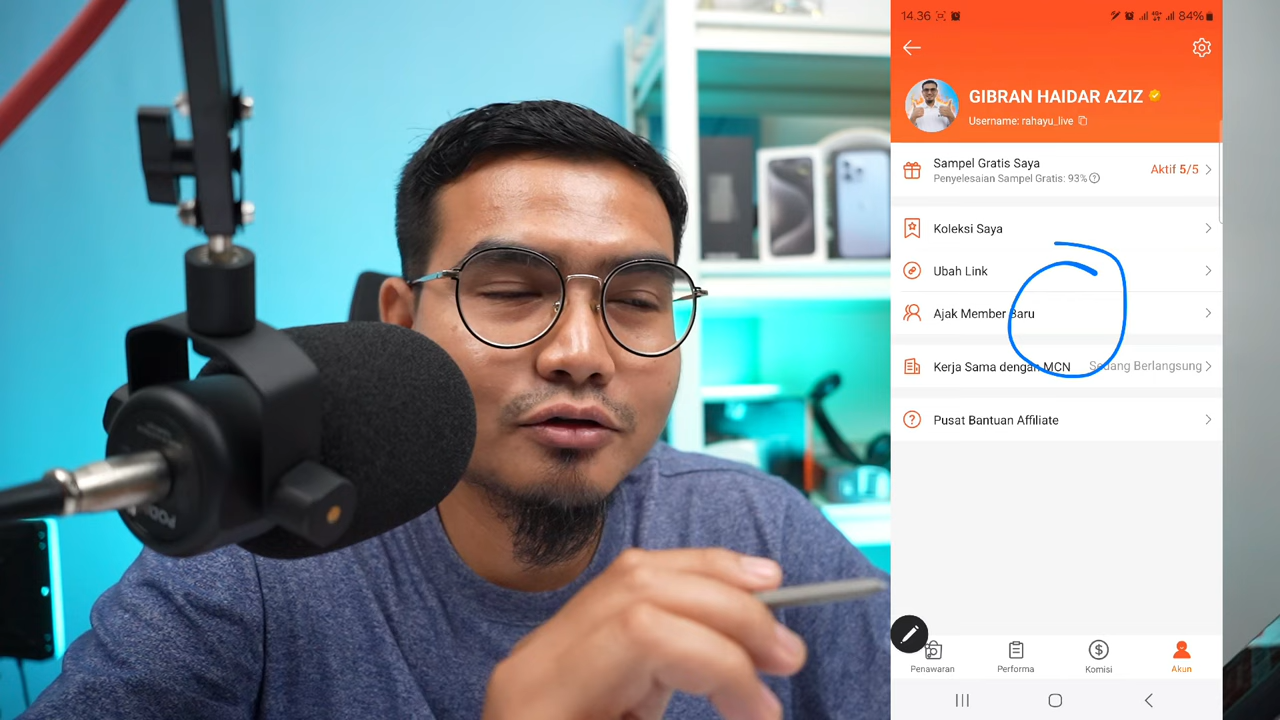 14.36
4G+
84%
GIBRAN HAIDAR AZIZ
Username: rahayu_live
Sampel Gratis Saya
Penyelesaian Sampel Gratis: 93%
Aktif 5/5
Koleksi Saya
Ubah Link
Ajak Member Baru
Kerja Sama dengan MCN
Sedang Berlangsung
Pusat Bantuan Affiliate
Penawaran
Performa
Komisi
Akun